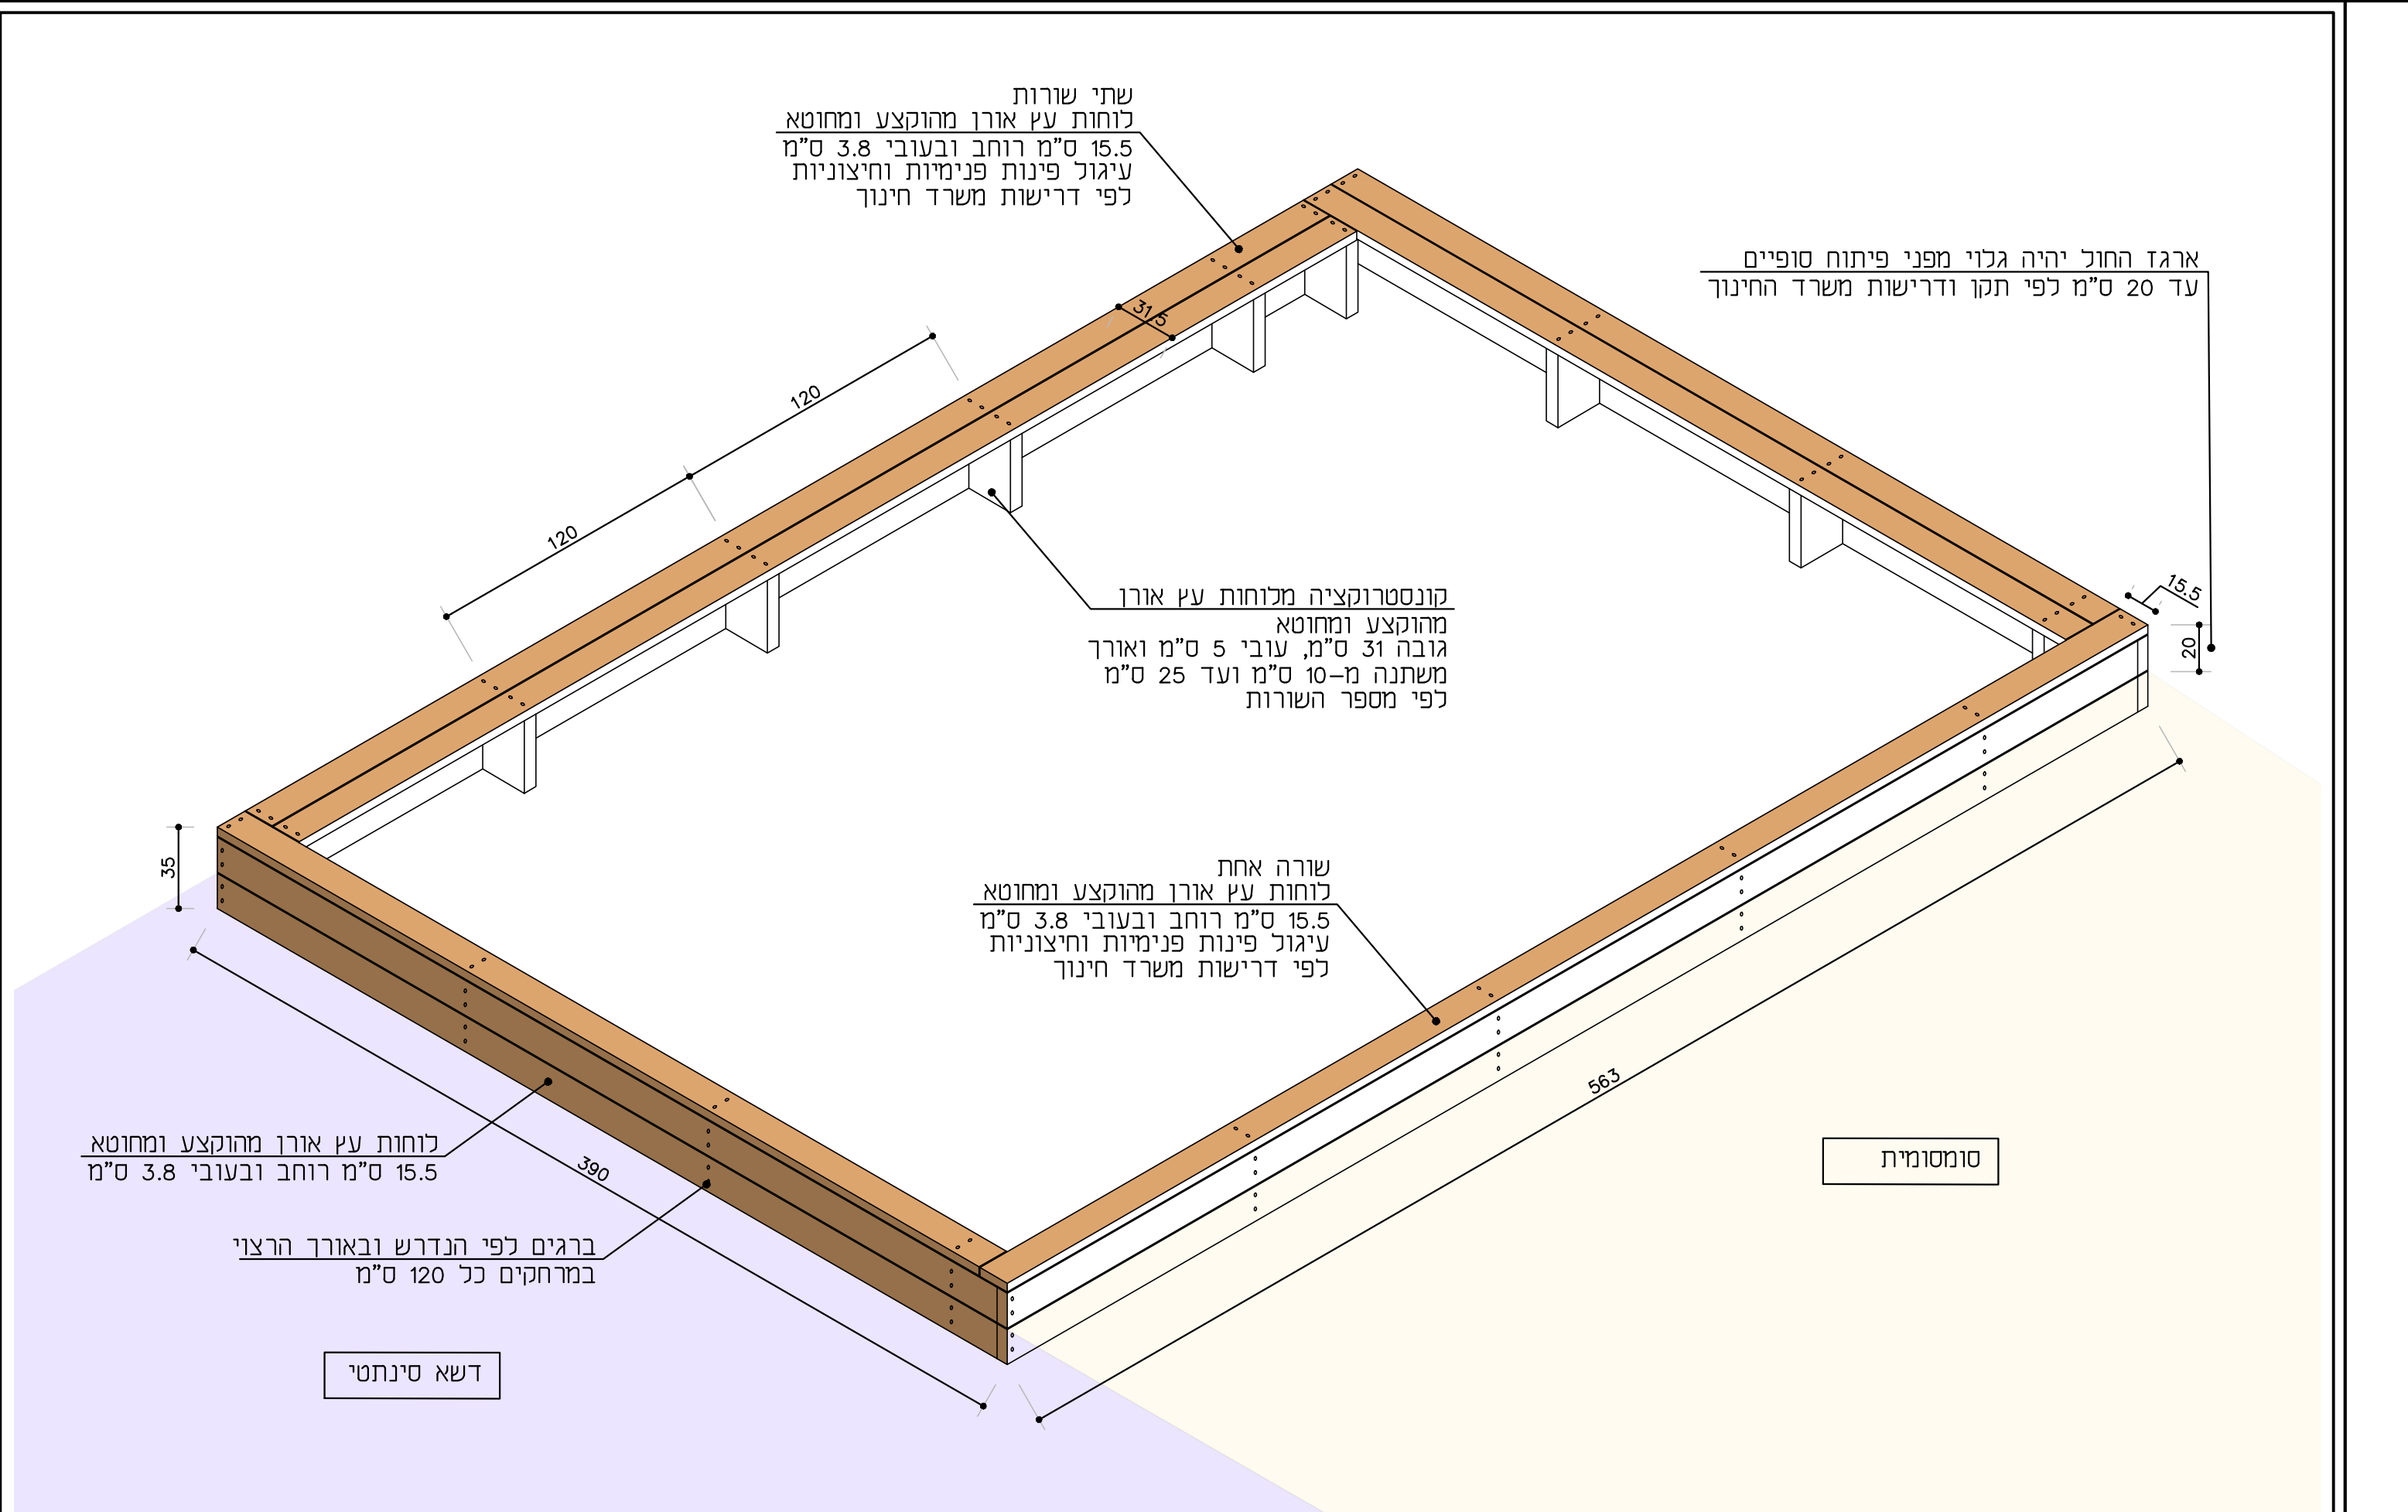 שתי שורות
לוחות עץ אורן מהוקצע ומחוטא
15.5 ס"מ רוחב ובעובי 3.8 ס"מ
עיגול פינות פנימיות וחיצוניות
לפי דרישות משרד חינוך
ארגז החול יהיה גלוי מפני פיתוח סופיים
עד 20 ס"מ לפי תקן ודרישות משרד החינוך
31.5
120
120
15.5
20
קונסטרוקציה מלוחות עץ אורן
מהוקצע ומחוטא
גובה 31 ס"מ, עובי 5 ס"מ ואורך
משתנה מ-10 ס"מ ועד 25 ס"מ
לפי מספר השורות
35
שורה אחת
לוחות עץ אורן מהוקצע ומחוטא
15.5 ס"מ רוחב ובעובי 3.8 ס"מ
עיגול פינות פנימיות וחיצוניות
לפי דרישות משרד חינוך
563
סומסומית
לוחות עץ אורן מהוקצע ומחוטא
15.5 ס"מ רוחב ובעובי 3.8 ס"מ
390
ברגים לפי הנדרש ובאורך הרצוי
במרחקים כל 120 ס"מ
דשא סינתטי